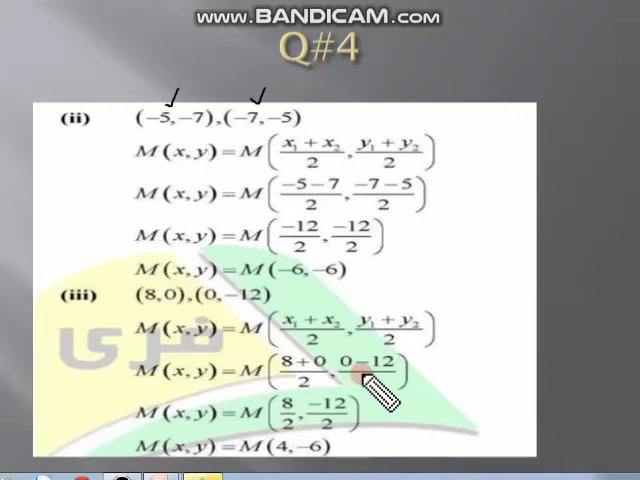 WWW.BANDICAM.COM
Q#4
(ii) (−5,−7),(−7,−5)
M(x,y)=M((x₁+x₂)/2,(y₁+y₂)/2)
M(x,y)=M((−5−7)/2,(−7−5)/2)
M(x,y)=M(−12/2,−12/2)
M(x,y)=M(−6,−6)
(iii) (8,0),(0,−12)
M(x,y)=M((x₁+x₂)/2,(y₁+y₂)/2)
فری
M(x,y)=M((8+0)/2,(0−12)/2)
M(x,y)=M(8/2,−12/2)
M(x,y)=M(4,−6)